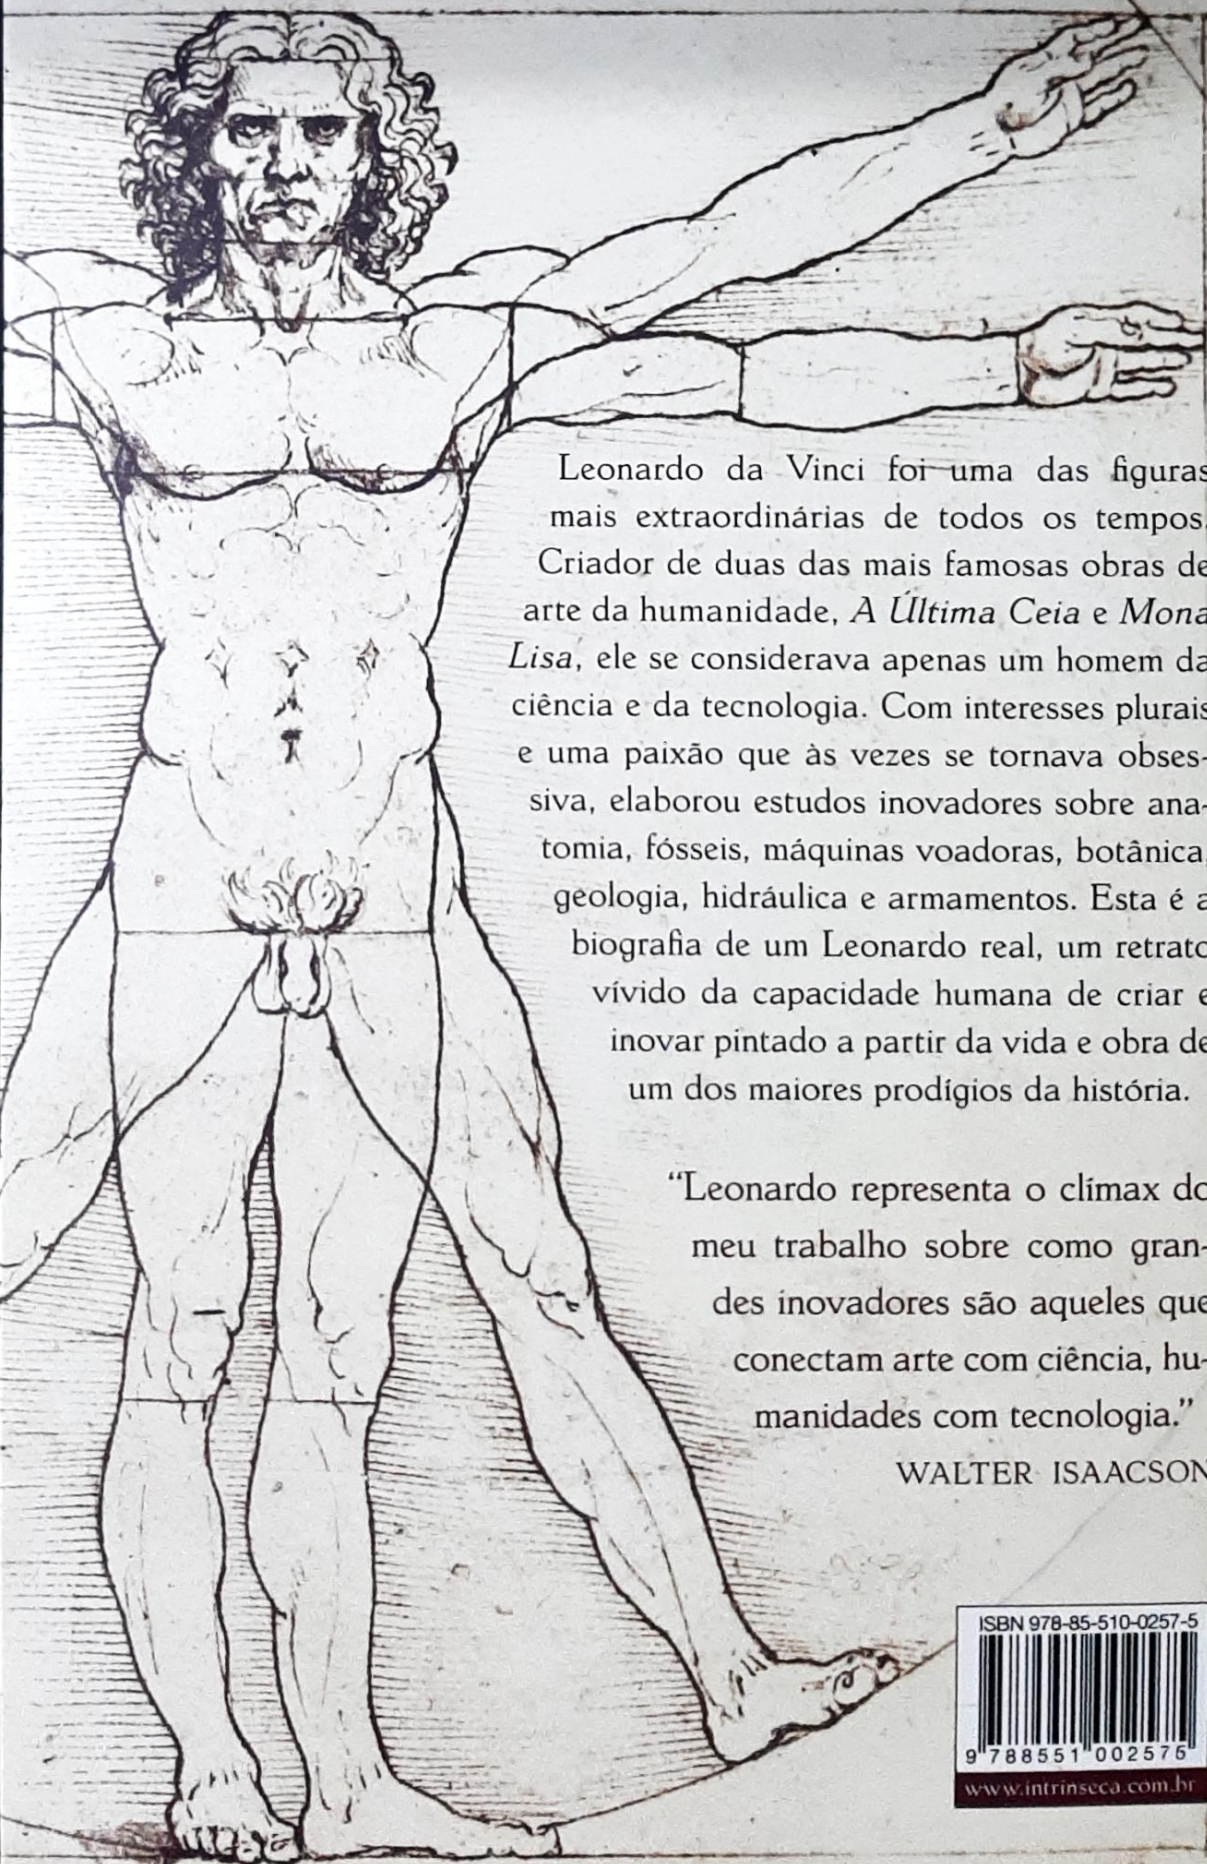 Leonardo da Vinci foi uma das figuras
mais extraordinárias de todos os tempos.
Criador de duas das mais famosas obras de
arte da humanidade, A Última Ceia e Mona
Lisa, ele se considerava apenas um homem da
ciência e da tecnologia. Com interesses plurais
e uma paixão que às vezes se tornava obses-
siva, elaborou estudos inovadores sobre ana-
tomia, fósseis, máquinas voadoras, botânica,
geologia, hidráulica e armamentos. Esta é a
biografia de um Leonardo real, um retrato
vívido da capacidade humana de criar e
inovar pintado a partir da vida e obra de
um dos maiores prodígios da história.
“Leonardo representa o clímax do
meu trabalho sobre como gran-
des inovadores são aqueles que
conectam arte com ciência, hu-
manidades com tecnologia.”
WALTER ISAACSON
ISBN 978-85-510-0257-5
9 788551 002575
www.intrinseca.com.br